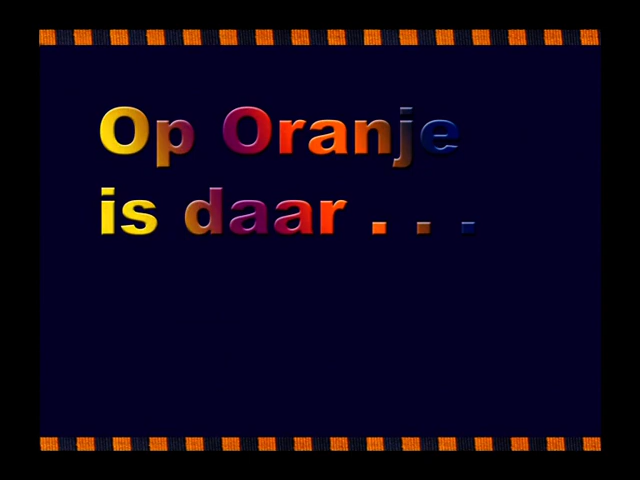 Op Oranje
is daar . . .